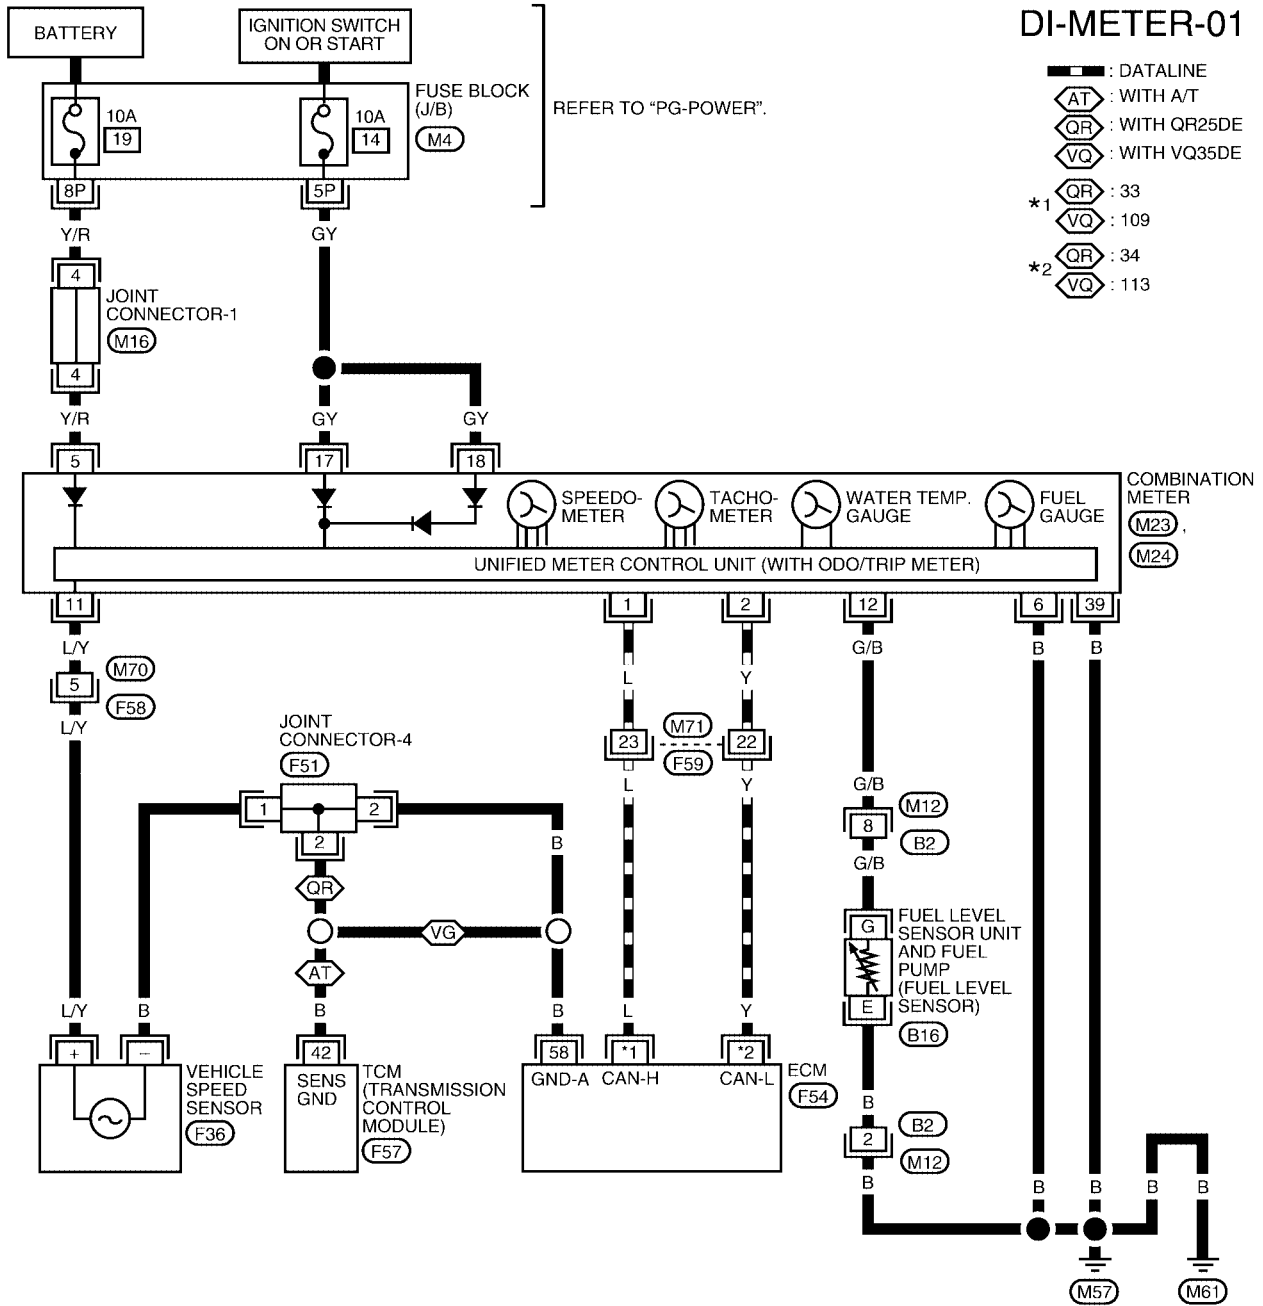 DI-METER-01
BATTERY
IGNITION SWITCH
ON OR START
10A
19
10A
14
FUSE BLOCK
(J/B)
M4
REFER TO “PG-POWER”.
: DATALINE
AT : WITH A/T
QR : WITH QR25DE
VQ : WITH VQ35DE
*1
QR : 33
VQ : 109
*2
QR : 34
VQ : 113
8P
5P
Y/R
GY
4
JOINT
CONNECTOR-1
M16
4
Y/R
GY
GY
5
17
18
SPEEDO-
METER
TACHO-
METER
WATER TEMP.
GAUGE
FUEL
GAUGE
COMBINATION
METER
M23 ,
M24
UNIFIED METER CONTROL UNIT (WITH ODO/TRIP METER)
11
1
2
12
6
39
L/Y
L
Y
G/B
B
B
5
M70
F58
L/Y
23
M71
F59
22
L
Y
JOINT
CONNECTOR-4
F51
1
2
2
QR
VG
AT
B
G/B
8
M12
B2
G/B
G
E
FUEL LEVEL
SENSOR UNIT
AND FUEL
PUMP
(FUEL LEVEL
SENSOR)
B16
L/Y
B
B
B
L
Y
+
–
42
58
*1
*2
VEHICLE
SPEED
SENSOR
F36
SENS
GND
TCM
(TRANSMISSION
CONTROL
MODULE)
F57
GND-A
CAN-H
CAN-L
ECM
F54
B
2
B2
M12
B
B
B
B
B
M57
M61